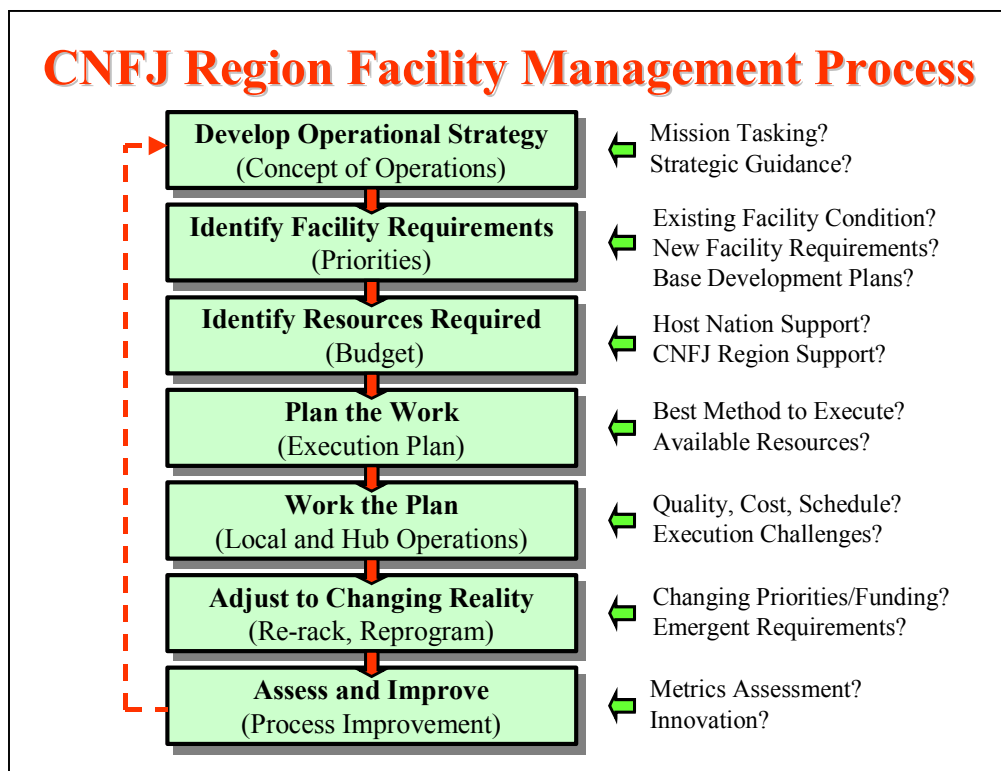 CNFJ Region Facility Management Process
Develop Operational Strategy
(Concept of Operations)
Mission Tasking?
Strategic Guidance?
Identify Facility Requirements
(Priorities)
Existing Facility Condition?
New Facility Requirements?
Base Development Plans?
Identify Resources Required
(Budget)
Host Nation Support?
CNFJ Region Support?
Plan the Work
(Execution Plan)
Best Method to Execute?
Available Resources?
Work the Plan
(Local and Hub Operations)
Quality, Cost, Schedule?
Execution Challenges?
Adjust to Changing Reality
(Re-rack, Reprogram)
Changing Priorities/Funding?
Emergent Requirements?
Assess and Improve
(Process Improvement)
Metrics Assessment?
Innovation?